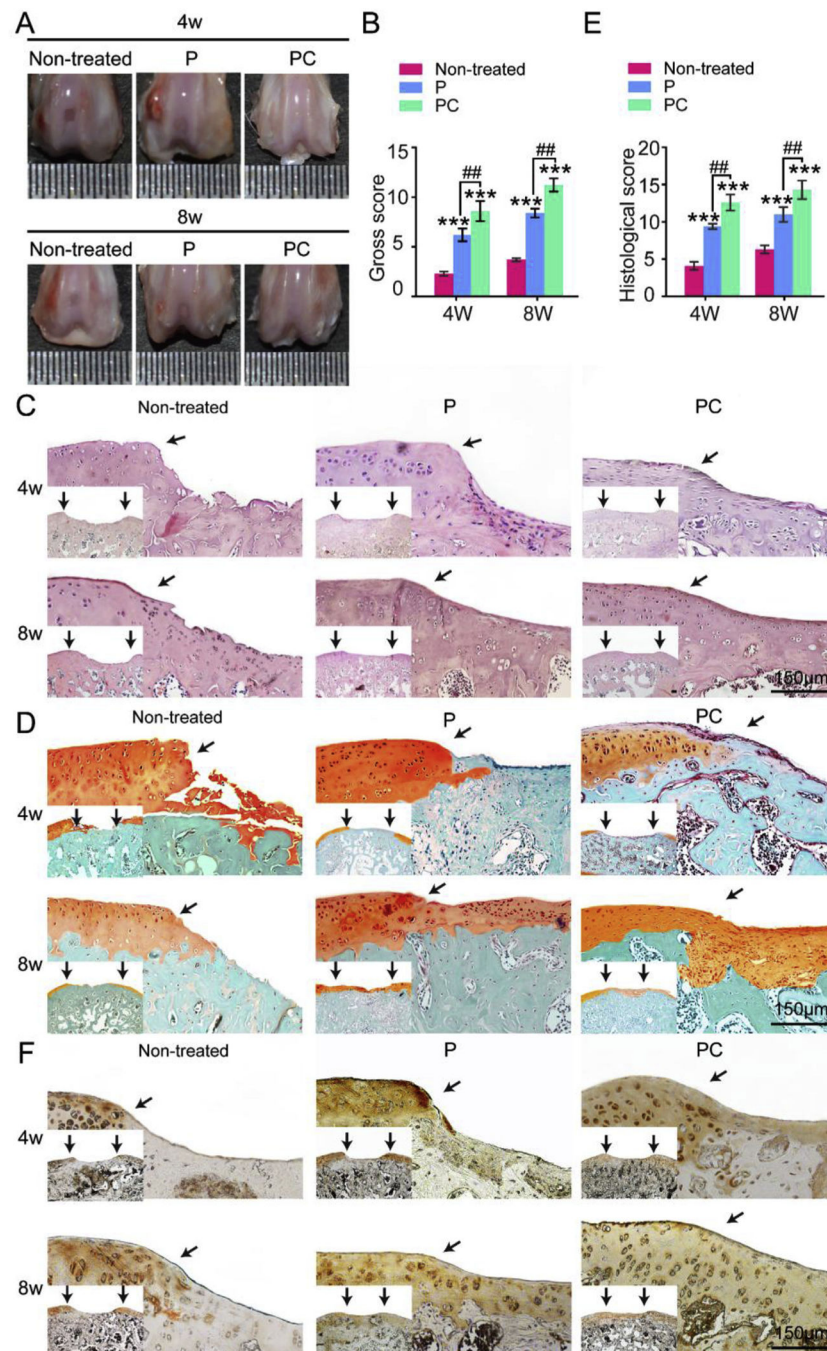 A
4w
Non-treated P PC
8w
Non-treated P PC
B
Non-treated
P
PC
Gross score
15
10
5
0
***
##
***
***
##
***
4W 8W
E
Non-treated
P
PC
Histological score
20
15
10
5
0
***
##
***
***
##
***
4W 8W
C
Non-treated P PC
4w
8w
150μm
D
Non-treated P PC
4w
8w
150μm
F
Non-treated P PC
4w
8w
150μm